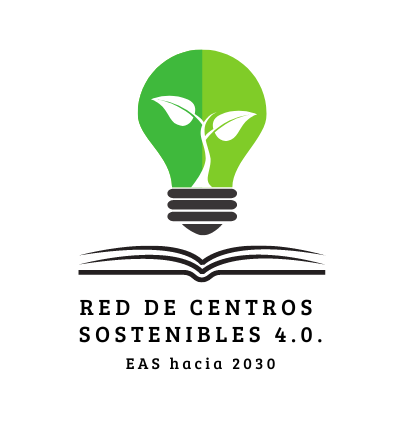 RED DE CENTROS
SOSTENIBLES 4.0.
EAS hacia 2030